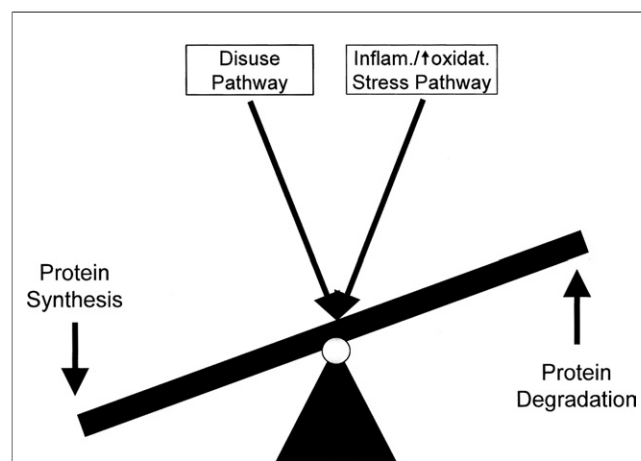 Disuse
Pathway
Inflam./↑oxidat.
Stress Pathway
Protein
Synthesis
Protein
Degradation